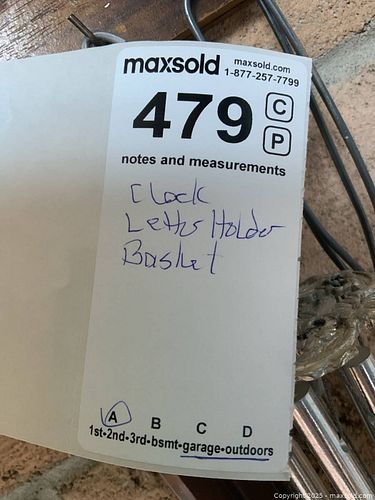 maxsold maxsold.com
1-877-257-7799
479 C
P
notes and measurements
Clock
Letter Holder
Basket
A B C D
1st•2nd•3rd•bsmt•garage•outdoors
Copyright 2025 - maxsold.com